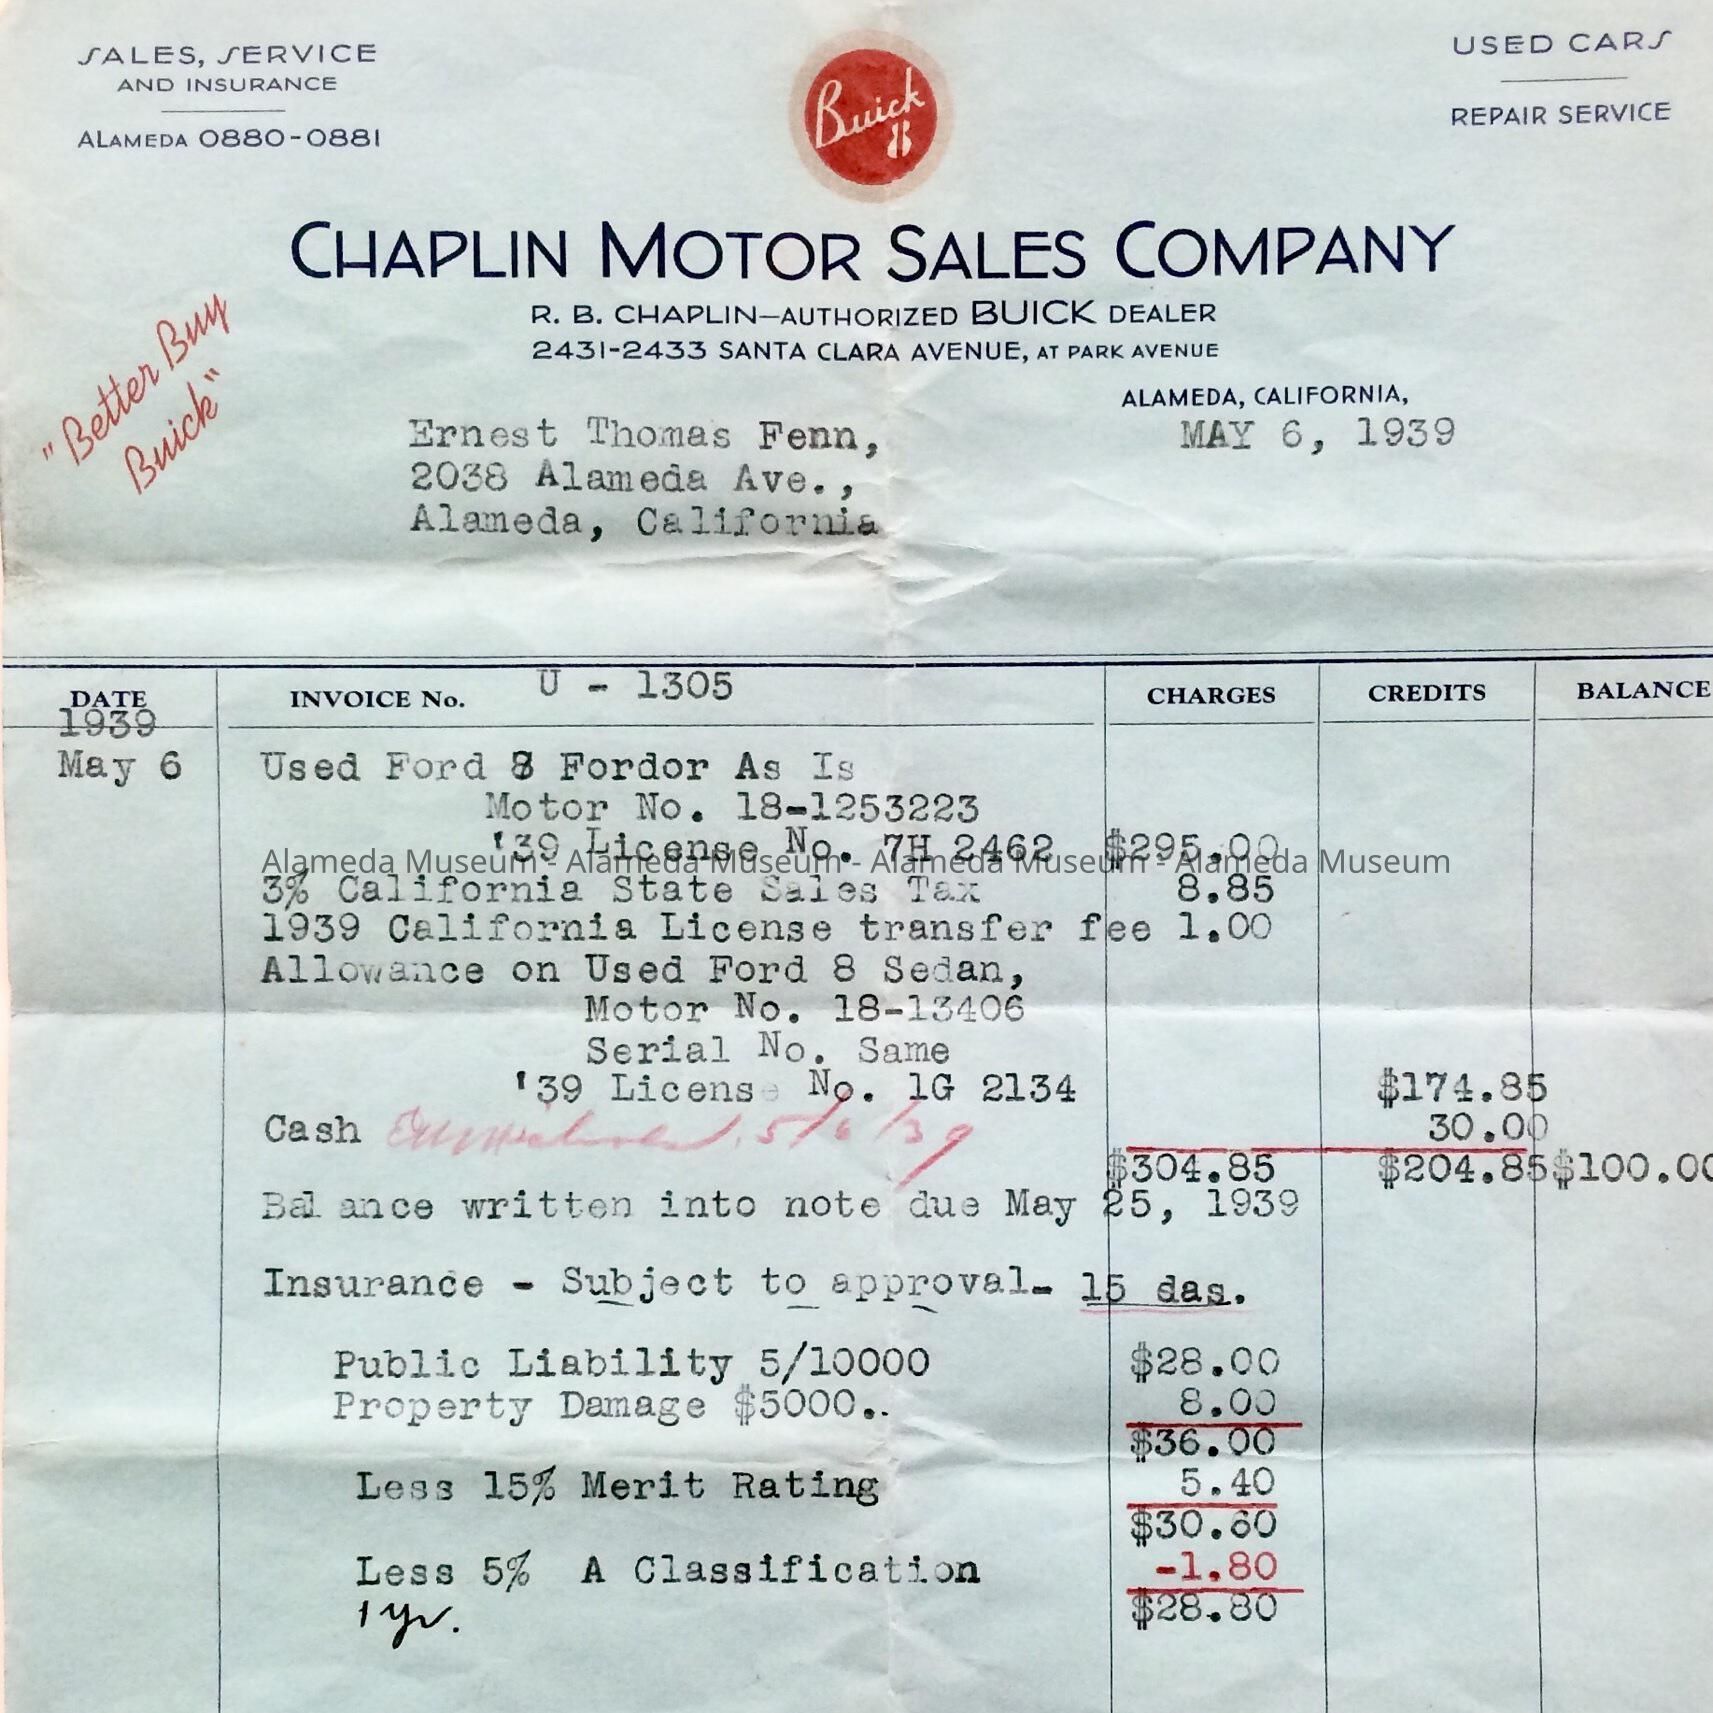 SALES, SERVICE
AND INSURANCE
ALAMEDA 0880-0881
Buick
8
USED CARS
REPAIR SERVICE
CHAPLIN MOTOR SALES COMPANY
R. B. CHAPLIN—AUTHORIZED BUICK DEALER
2431-2433 SANTA CLARA AVENUE, AT PARK AVENUE
ALAMEDA, CALIFORNIA,
"Better Buy
Buick"
Ernest Thomas Fenn,
MAY 6, 1939
2038 Alameda Ave.,
Alameda, California
DATE INVOICE No. U - 1305 CHARGES CREDITS BALANCE
1939
May 6 Used Ford 8 Fordor As Is
Motor No. 18-1253223
'39 License No. 7H 2462 $295.00
Alameda Museum - Alameda Museum - Alameda Museum - Alameda Museum
3% California State Sales Tax 8.85
1939 California License transfer fee 1.00
Allowance on Used Ford 8 Sedan,
Motor No. 18-13406
Serial No. Same
'39 License No. 1G 2134 $174.85
Cash 5/6/39 30.00
$304.85 $204.85 $100.00
Balance written into note due May 25, 1939
Insurance - Subject to approval- 15 das.
Public Liability 5/10000 $28.00
Property Damage $5000.. 8.00
$36.00
Less 15% Merit Rating 5.40
$30.60
Less 5% A Classification -1.80
1 yr. $28.80